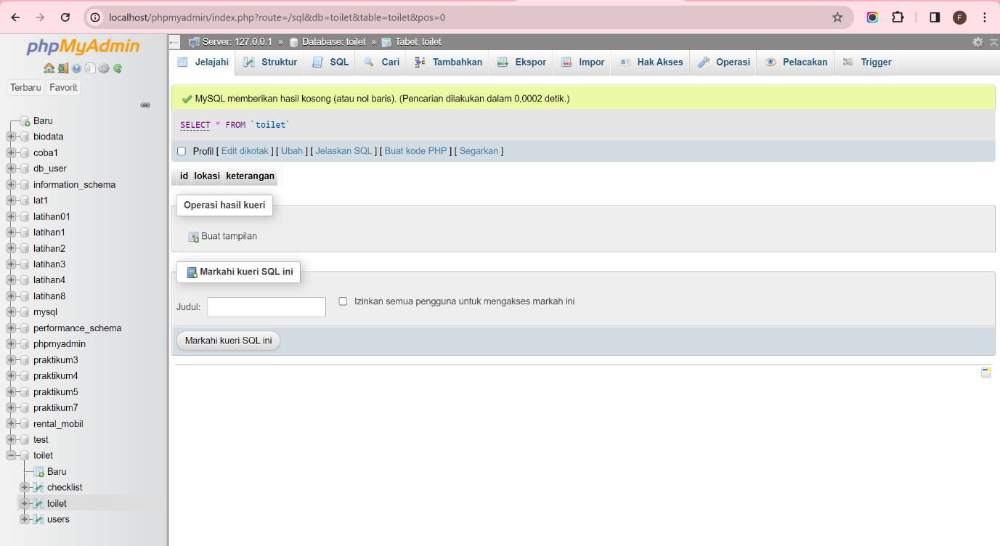 localhost/phpmyadmin/index.php?route=/sql&db=toilet&table=toilet&pos=0
F
phpMyAdmin
Terbaru Favorit
Baru
biodata
coba1
db_user
information_schema
lat1
latihan01
latihan1
latihan2
latihan3
latihan4
latihan8
mysql
performance_schema
phpmyadmin
praktikum3
praktikum4
praktikum5
praktikum7
rental_mobil
test
toilet
Baru
checklist
toilet
users
Server: 127.0.0.1 » Database: toilet » Tabel: toilet
Jelajahi Struktur SQL Cari Tambahkan Ekspor Impor Hak Akses Operasi Pelacakan Trigger
MySQL memberikan hasil kosong (atau nol baris). (Pencarian dilakukan dalam 0,0002 detik.)
SELECT * FROM `toilet`
Profil [ Edit dikotak ] [ Ubah ] [ Jelaskan SQL ] [ Buat kode PHP ] [ Segarkan ]
id lokasi keterangan
Operasi hasil kueri
Buat tampilan
Markahi kueri SQL ini
Judul: Izinkan semua pengguna untuk mengakses markah ini
Markahi kueri SQL ini